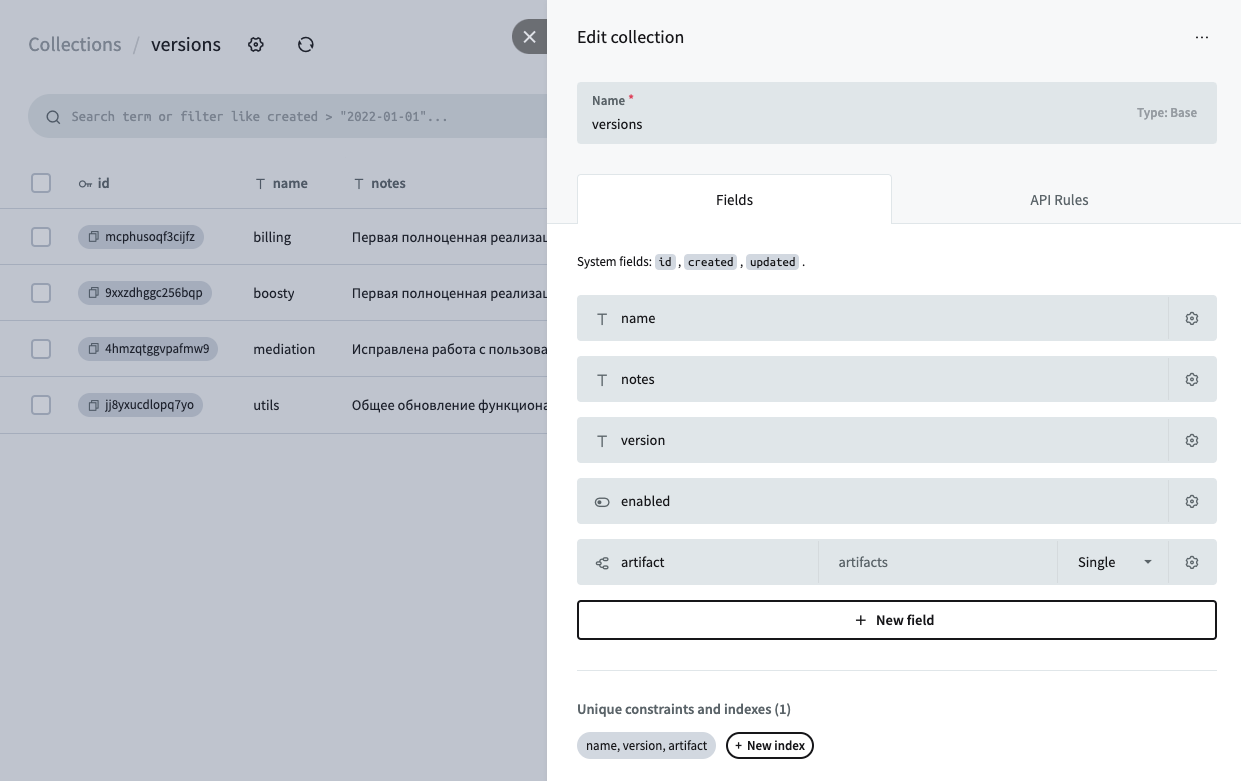 Collections / versions
Search term or filter like created > "2022-01-01"...
id name notes
mcphusoqf3cijfz billing Первая полноценная реализац
9xxzdhggc256bqp boosty Первая полноценная реализац
4hmzqtggvpafmw9 mediation Исправлена работа с пользова
jj8yxucdlopq7yo utils Общее обновление функциона
Edit collection
Name *
versions
Type: Base
Fields API Rules
System fields: id , created , updated .
name
notes
version
enabled
artifact artifacts Single
+ New field
Unique constraints and indexes (1)
name, version, artifact + New index